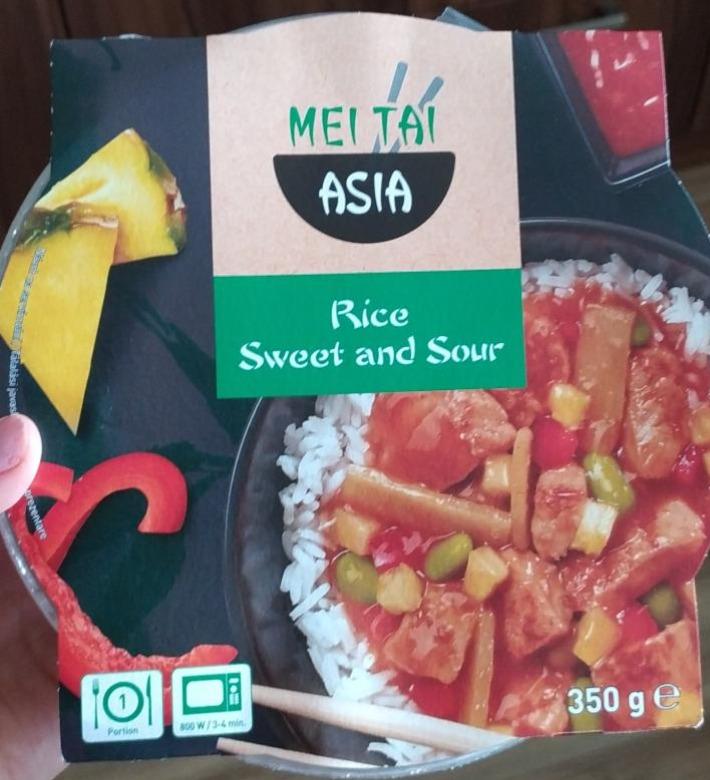 MEI TAI
ASIA
Rice
Sweet and Sour
1
Portion
800 W / 3-4 min.
350 g ℮